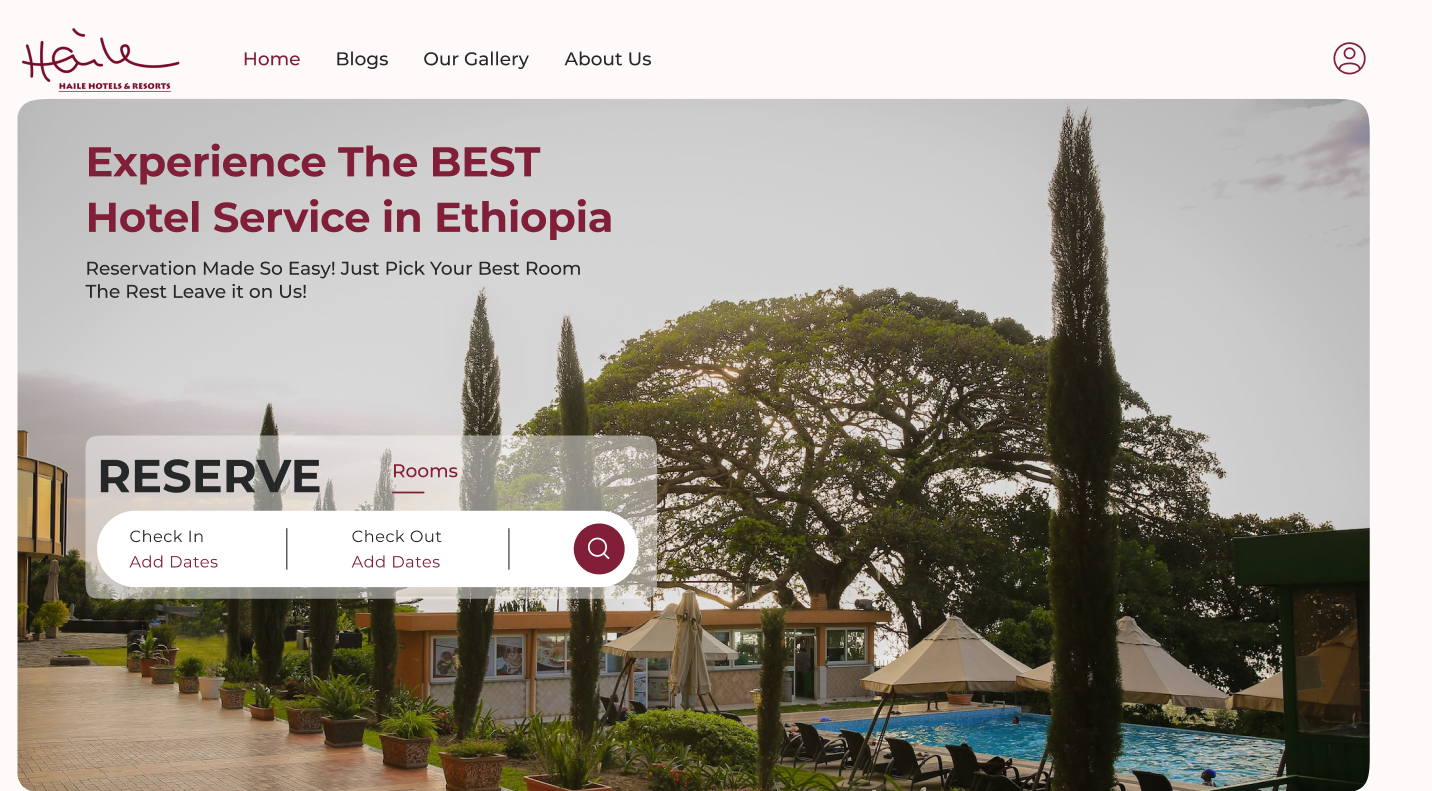 Haile
HAILE HOTELS & RESORTS
Home
Blogs
Our Gallery
About Us
Experience The BEST
Hotel Service in Ethiopia
Reservation Made So Easy! Just Pick Your Best Room
The Rest Leave it on Us!
RESERVE
Rooms
Check In
Add Dates
Check Out
Add Dates